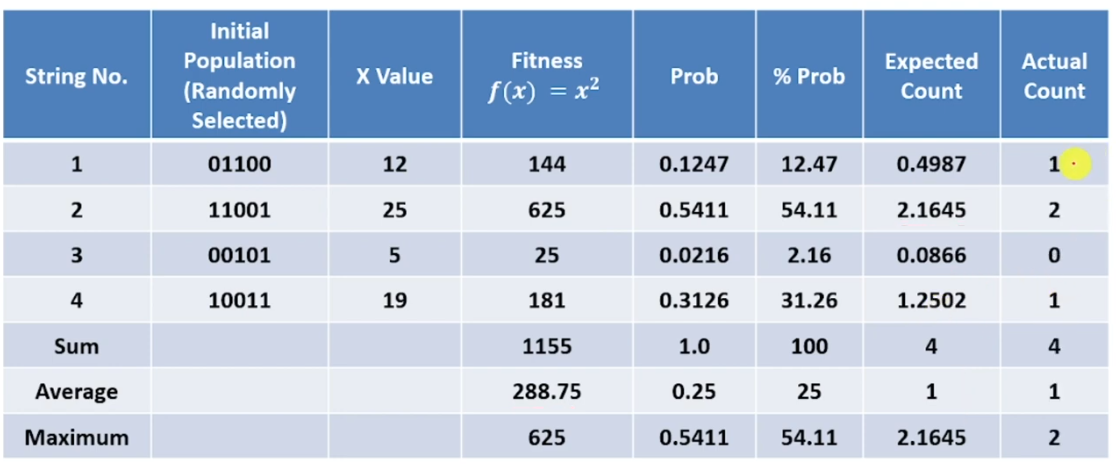 String No. Initial Population (Randomly Selected) X Value Fitness f(x) = x² Prob % Prob Expected Count Actual Count
1 01100 12 144 0.1247 12.47 0.4987 1
2 11001 25 625 0.5411 54.11 2.1645 2
3 00101 5 25 0.0216 2.16 0.0866 0
4 10011 19 181 0.3126 31.26 1.2502 1
Sum 1155 1.0 100 4 4
Average 288.75 0.25 25 1 1
Maximum 625 0.5411 54.11 2.1645 2